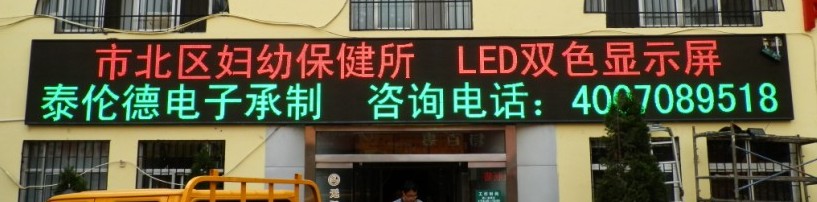 市北区妇幼保健所 LED双色显示屏
泰伦德电子承制 咨询电话：4007089518